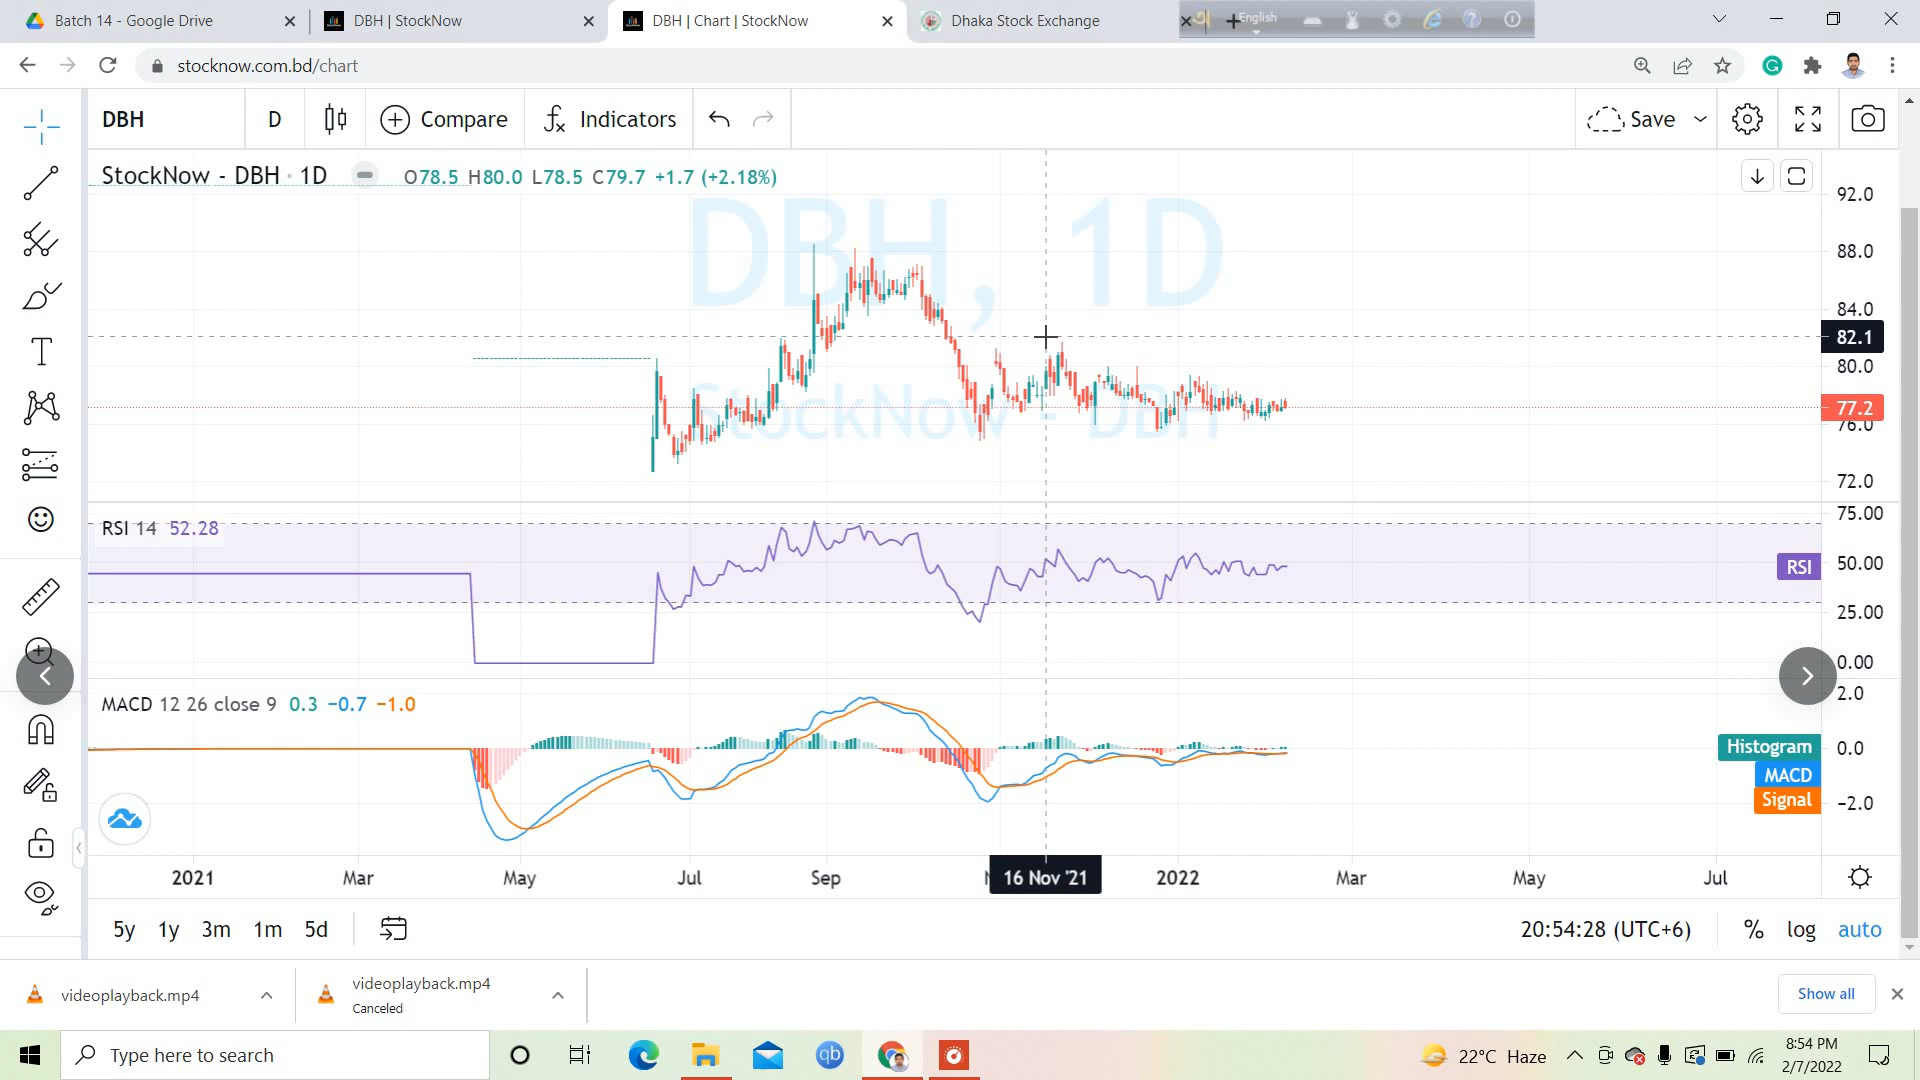 Batch 14 - Google Drive
DBH | StockNow
DBH | Chart | StockNow
Dhaka Stock Exchange
English
stocknow.com.bd/chart
DBH
D
Compare
Indicators
Save
StockNow - DBH · 1D
O78.5 H80.0 L78.5 C79.7 +1.7 (+2.18%)
DBH, 1D
StockNow - DBH
92.0
88.0
84.0
82.1
80.0
77.2
76.0
72.0
RSI 14 52.28
75.00
RSI
50.00
25.00
0.00
MACD 12 26 close 9 0.3 −0.7 −1.0
2.0
Histogram
0.0
MACD
Signal
−2.0
2021
Mar
May
Jul
Sep
16 Nov '21
2022
Mar
May
Jul
5y 1y 3m 1m 5d
20:54:28 (UTC+6)
% log auto
videoplayback.mp4
videoplayback.mp4
Canceled
Show all
Type here to search
qb
22°C Haze
8:54 PM
2/7/2022